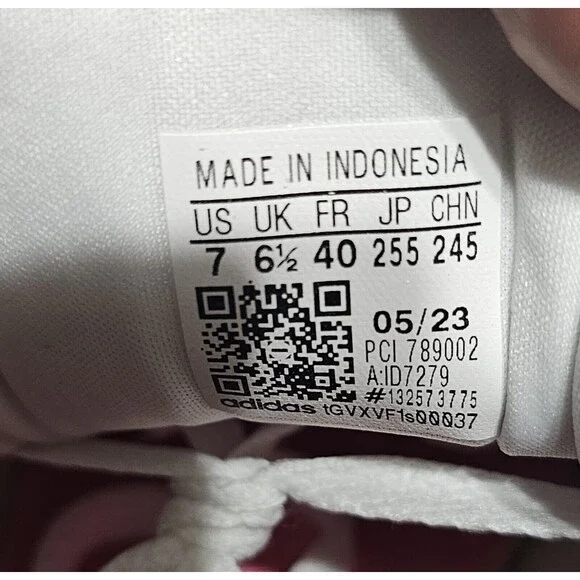 MADE IN INDONESIA
US UK FR JP CHN
7 6½ 40 255 245
05/23
PCI 789002
A:ID7279
#132573775
adidas tGVXVF1s00037